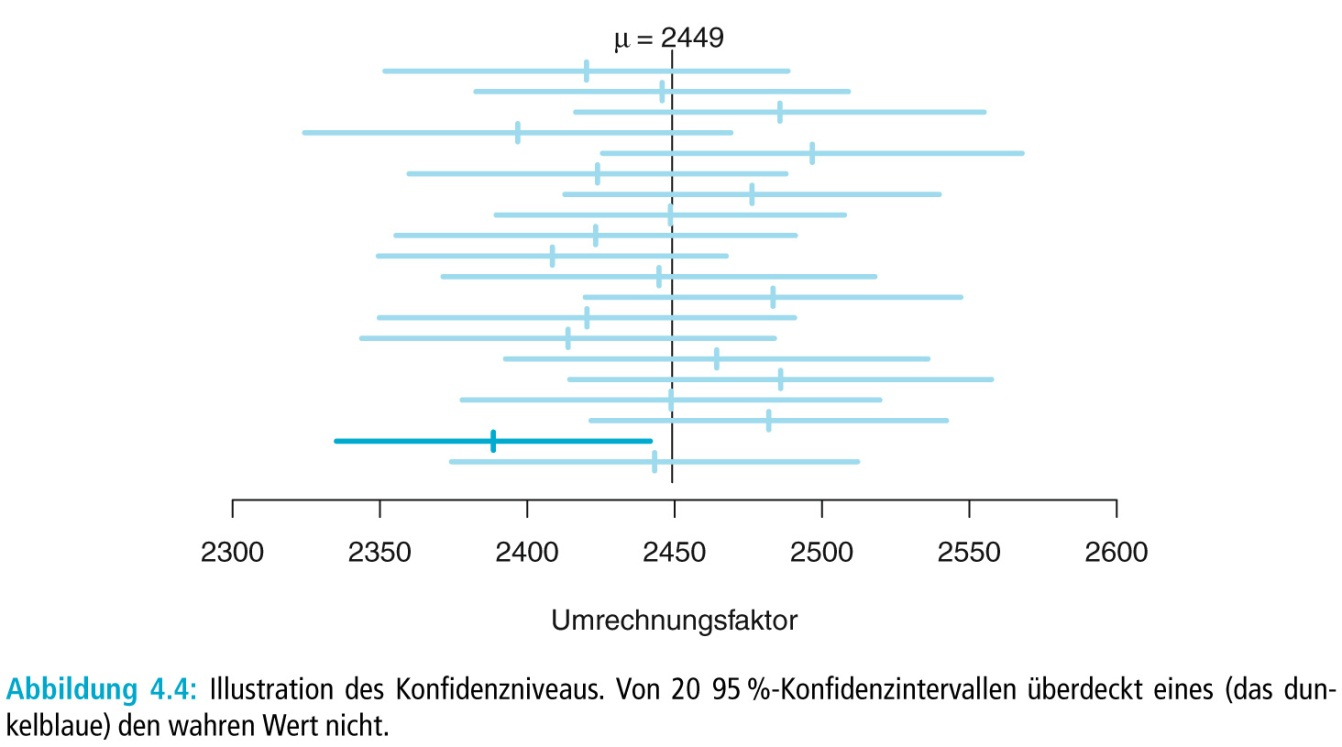 μ = 2449
2300 2350 2400 2450 2500 2550 2600
Umrechnungsfaktor
Abbildung 4.4: Illustration des Konfidenzniveaus. Von 20 95 %-Konfidenzintervallen überdeckt eines (das dun-
kelblaue) den wahren Wert nicht.